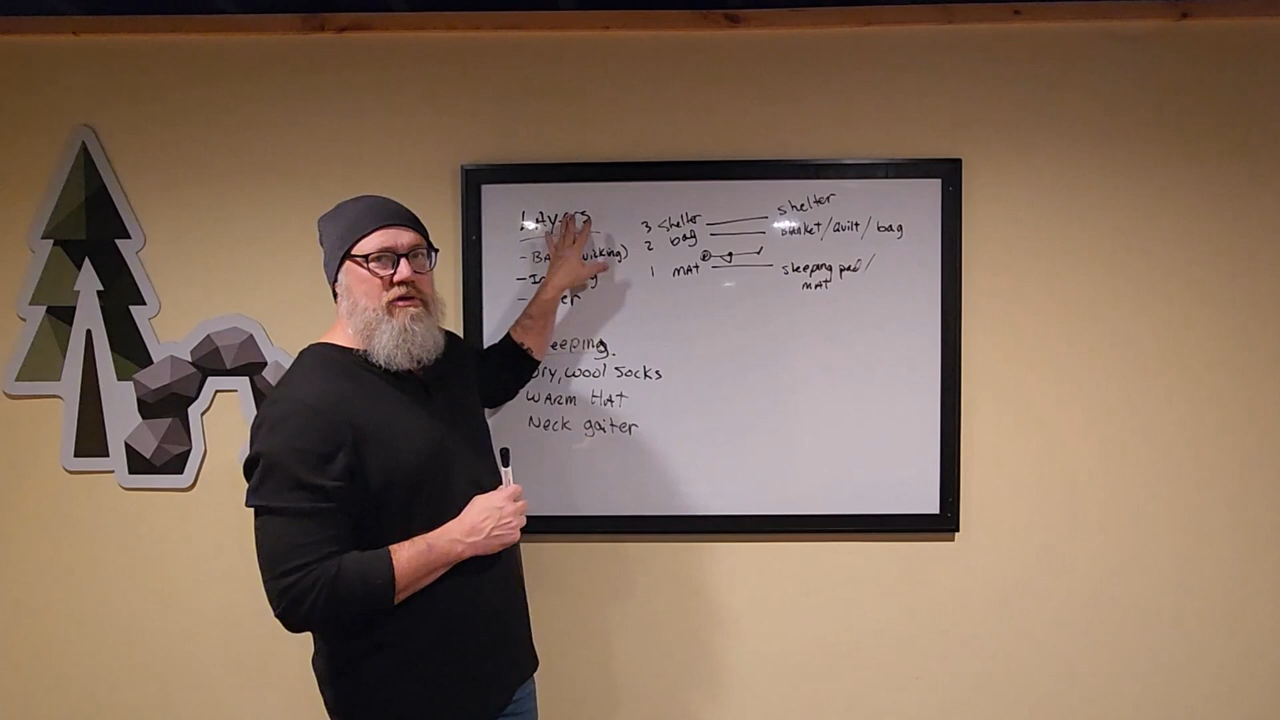 LAYERS
- BA (wicking)
- In y
- er
eeping.
Dry, wool Socks
WARM HAT
Neck gaiter
3 Shelter
2 bag
1 MAT
shelter
Blanket/Quilt/bag
sleeping pad/
MAT